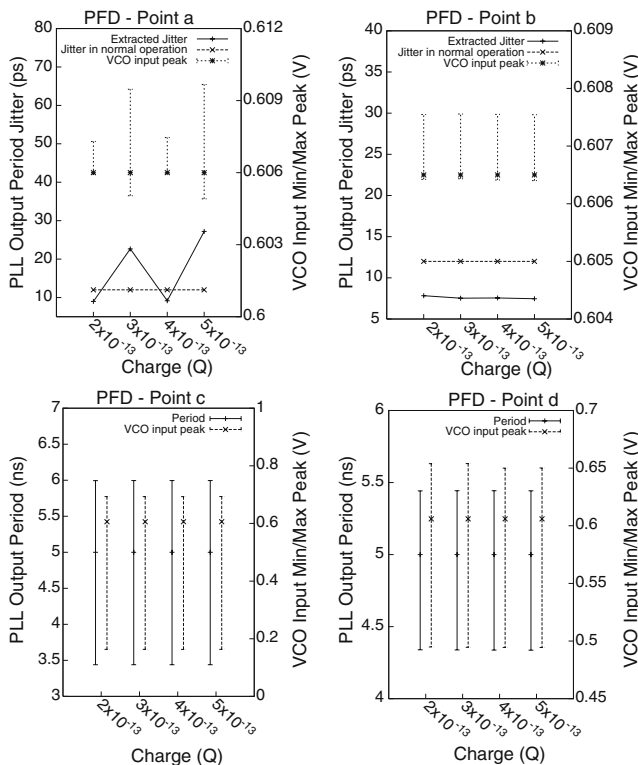 PFD - Point a
PLL Output Period Jitter (ps)
80
70
60
50
40
30
20
10
Extracted Jitter
Jitter in normal operation
VCO input peak
0.612
0.609
0.606
0.603
0.6
VCO Input Min/Max Peak (V)
2x10-13
3x10-13
4x10-13
5x10-13
Charge (Q)
PFD - Point b
PLL Output Period Jitter (ps)
40
35
30
25
20
15
10
5
Extracted Jitter
Jitter in normal operation
VCO input peak
0.609
0.608
0.607
0.606
0.605
0.604
VCO Input Min/Max Peak (V)
2x10-13
3x10-13
4x10-13
5x10-13
Charge (Q)
PFD - Point c
PLL Output Period (ns)
7
6.5
6
5.5
5
4.5
4
3.5
3
Period
VCO input peak
1
0.8
0.6
0.4
0.2
0
VCO Input Min/Max Peak (V)
2x10-13
3x10-13
4x10-13
5x10-13
Charge (Q)
PFD - Point d
PLL Output Period (ns)
6
5.5
5
4.5
4
Period
VCO input peak
0.7
0.65
0.6
0.55
0.5
0.45
VCO Input Min/Max Peak (V)
2x10-13
3x10-13
4x10-13
5x10-13
Charge (Q)